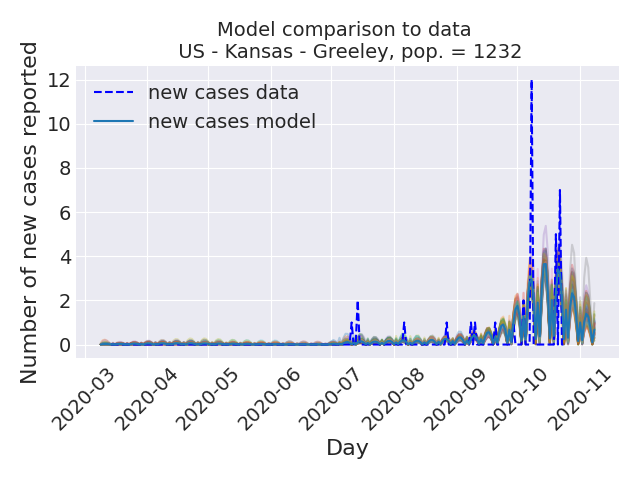 Model comparison to data
US - Kansas - Greeley, pop. = 1232
new cases data
new cases model
Number of new cases reported
12
10
8
6
4
2
0
2020-03
2020-04
2020-05
2020-06
2020-07
2020-08
2020-09
2020-10
2020-11
Day